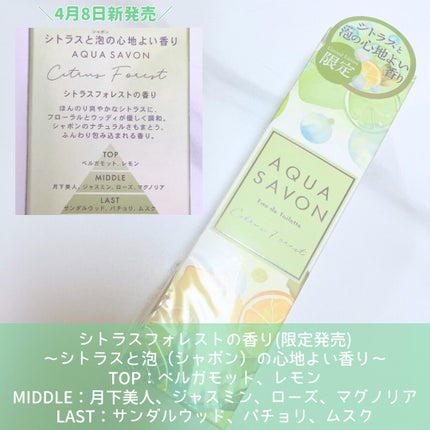 ＼4月8日新発売／
シャボン
シトラスと泡の心地よい香り
AQUA SAVON
Citrus Forest
シトラスフォレストの香り
ほんのり爽やかなシトラスに、
フローラルとウッディが優しく調和。
シャボンのナチュラルさもまとう、
ふんわり包み込まれる香り。
TOP
ベルガモット、レモン
MIDDLE
月下美人、ジャスミン、ローズ、マグノリア
LAST
サンダルウッド、パチョリ、ムスク
シトラスと
泡の心地よい香り
限定
AQUA
SAVON
Eau de Toilette
Citrus Forest
シトラスフォレストの香り(限定発売)
〜シトラスと泡（シャボン）の心地よい香り〜
TOP：ベルガモット、レモン
MIDDLE：月下美人、ジャスミン、ローズ、マグノリア
LAST：サンダルウッド、パチョリ、ムスク